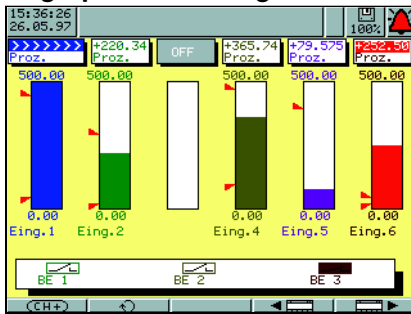 15:36:26
26.05.97
100%
>>>>>>> +220.34 OFF +365.74 +79.575 +252.50
Proz. Proz. Proz. Proz. Proz.
500.00 500.00 500.00 500.00 500.00
0.00 0.00 0.00 0.00 0.00
Eing.1 Eing.2 Eing.4 Eing.5 Eing.6
BE 1 BE 2 BE 3
(CH+)